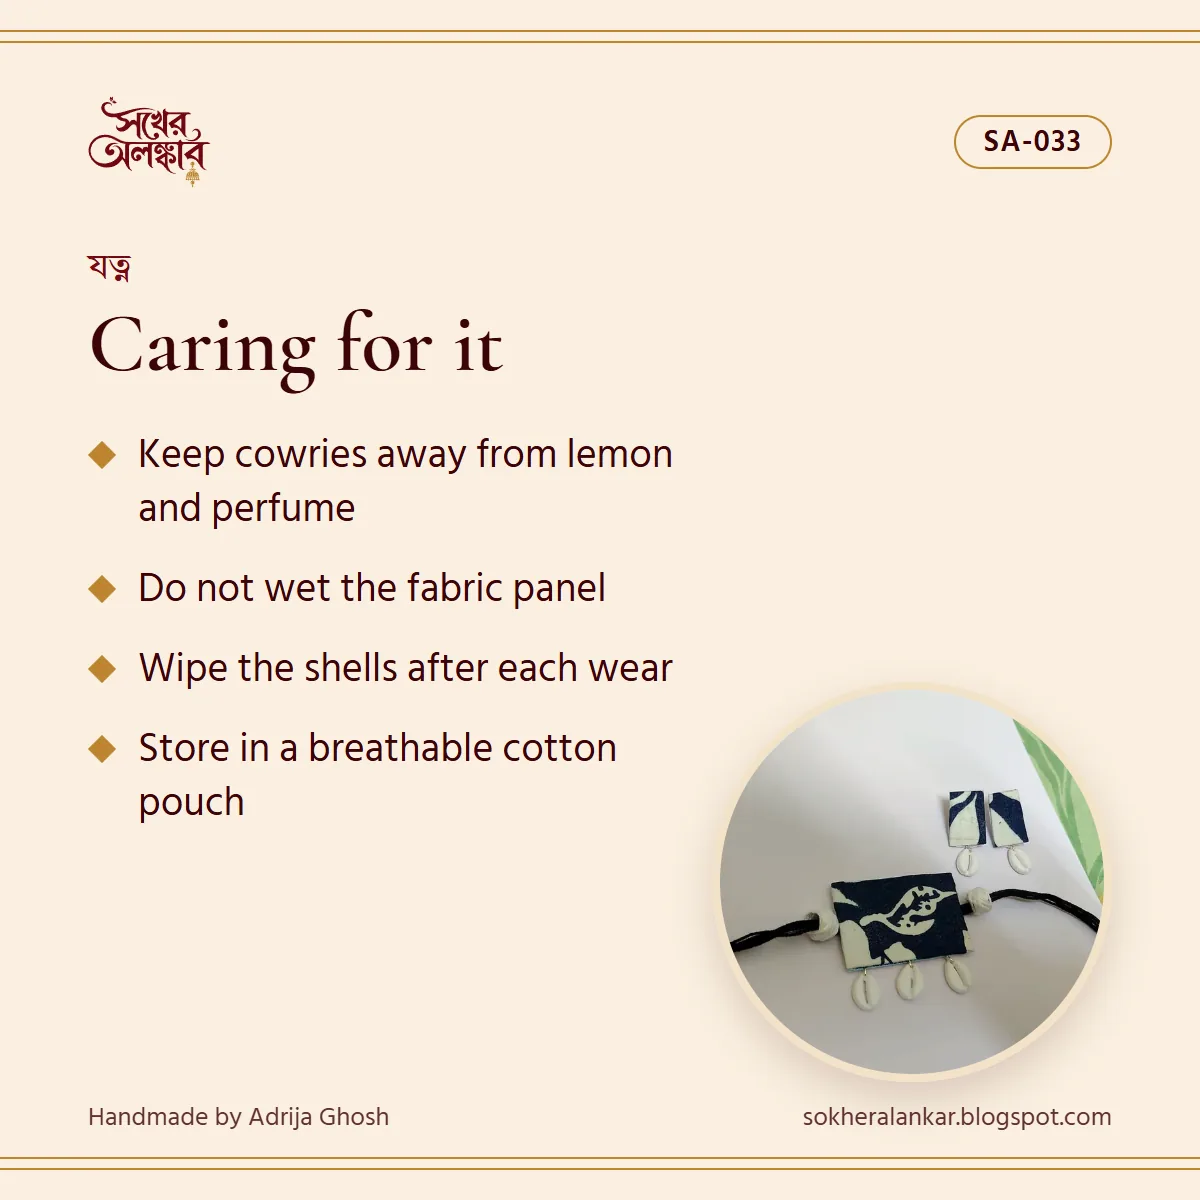 সখের
অলঙ্কার
SA-033
যত্ন
Caring for it
Keep cowries away from lemon
and perfume
Do not wet the fabric panel
Wipe the shells after each wear
Store in a breathable cotton
pouch
Handmade by Adrija Ghosh
sokheralankar.blogspot.com